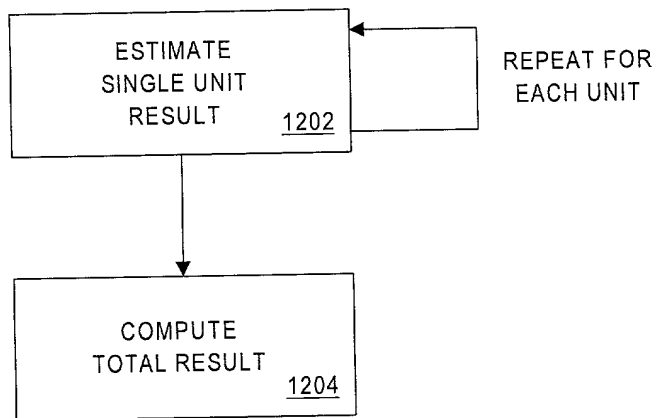 ESTIMATE
SINGLE UNIT
RESULT
1202
REPEAT FOR
EACH UNIT
COMPUTE
TOTAL RESULT
1204